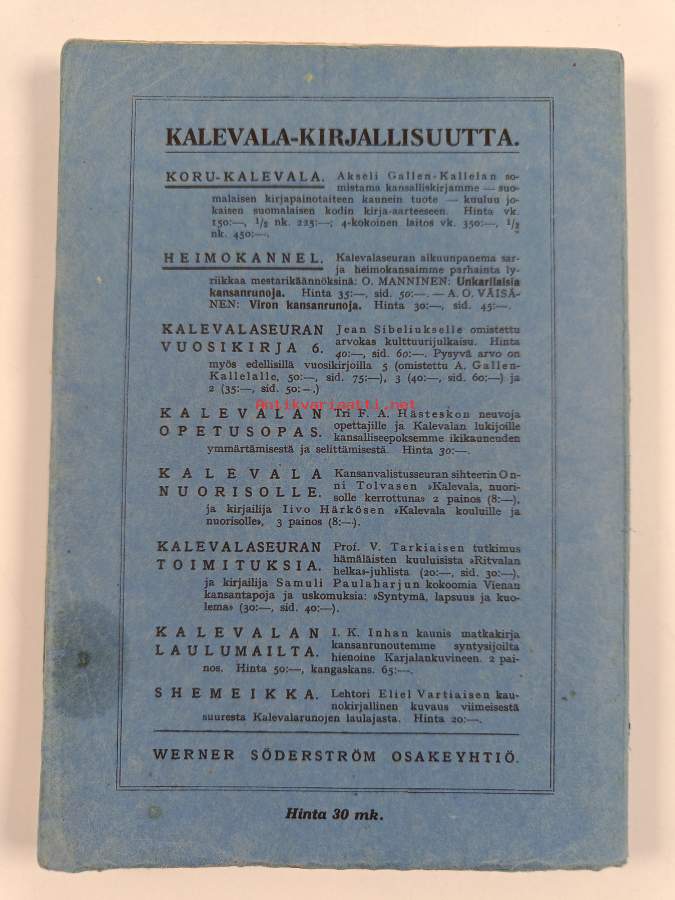 KALEVALA-KIRJALLISUUTTA.
KORU-KALEVALA. Akseli Gallen-Kallelan so-
mistama kansalliskirjamme — suo-
malaisen kirjapainotaiteen kaunein tuote — kuuluu jo-
kaisen suomalaisen kodin kirja-aarteeseen. Hinta vk.
150:—, ½ nk. 225:—; 4-kokoinen laitos vk. 350:—, ½
nk. 450:—.
HEIMOKANNEL. Kalevalaseuran alkuunpanema sar-
ja heimokansaimme parhainta ly-
riikkaa mestarikäännöksinä: O. MANNINEN: Unkarilaisia
kansanrunoja. Hinta 35:—, sid. 50:—. — A. O. VÄISÄ-
NEN: Viron kansanrunoja. Hinta 30:—, sid. 45:—.
KALEVALASEURAN Jean Sibeliukselle omistettu
VUOSIKIRJA 6. arvokas kulttuurijulkaisu. Hinta
40:—, sid. 60:—. Pysyvä arvo on
myös edellisillä vuosikirjoilla 5 (omistettu A. Gallen-
Kallelalle, 50:—, sid. 75:—), 3 (40:—, sid. 60:—) ja
2 (35:—, sid. 50:—.)
Antikvariaatti.net
KALEVALAN Tri F. A. Hästeskon neuvoja
OPETUSOPAS. opettajille ja Kalevalan lukijoille
kansalliseepoksemme ikikauneuden
ymmärtämisestä ja selittämisestä. Hinta 30:—.
KALEVALA Kansanvalistusseuran sihteerin On-
NUORISOLLE. ni Tolvasen »Kalevala, nuori-
solle kerrottuna» 2 painos (8:—),
ja kirjailija Iivo Härkösen »Kalevala kouluille ja
nuorisolle», 3 painos (8:—).
KALEVALASEURAN Prof. V. Tarkiaisen tutkimus
TOIMITUKSIA. hämäläisten kuuluisista »Ritvalan
helka»-juhlista (20:—, sid. 30:—),
ja kirjailija Samuli Paulaharjun kokoomia Vienan
kansantapoja ja uskomuksia: »Syntymä, lapsuus ja kuo-
lema» (30:—, sid. 40:—).
KALEVALAN I. K. Inhan kaunis matkakirja
LAULUMAILTA. kansanrunoutemme syntysijoilta
hienoine Karjalankuvineen. 2 pai-
nos. Hinta 50:—, kangaskans. 65:—.
SHEMEIKKA. Lehtori Eliel Vartiaisen kau-
nokirjallinen kuvaus viimeisestä
suuresta Kalevalarunojen laulajasta. Hinta 20:—.
WERNER SÖDERSTRÖM OSAKEYHTIÖ.
Hinta 30 mk.